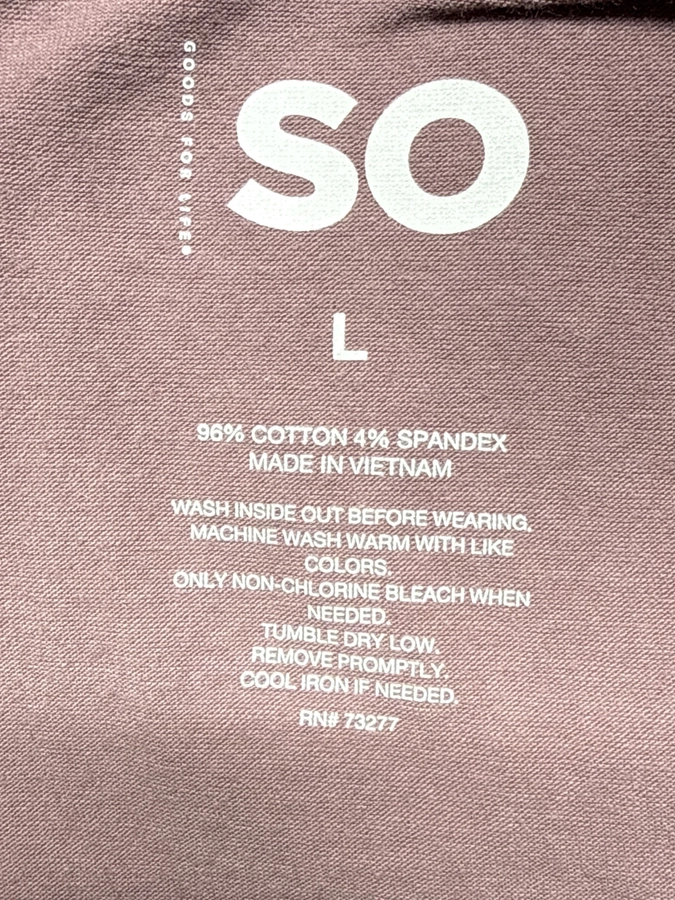 GOODS FOR LIFE®
SO
L
96% COTTON 4% SPANDEX
MADE IN VIETNAM
WASH INSIDE OUT BEFORE WEARING.
MACHINE WASH WARM WITH LIKE
COLORS.
ONLY NON-CHLORINE BLEACH WHEN
NEEDED.
TUMBLE DRY LOW.
REMOVE PROMPTLY.
COOL IRON IF NEEDED.
RN# 73277